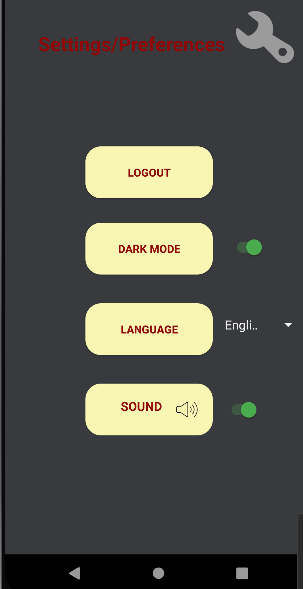 Settings/Preferences
LOGOUT
DARK MODE
LANGUAGE
Engli..
SOUND